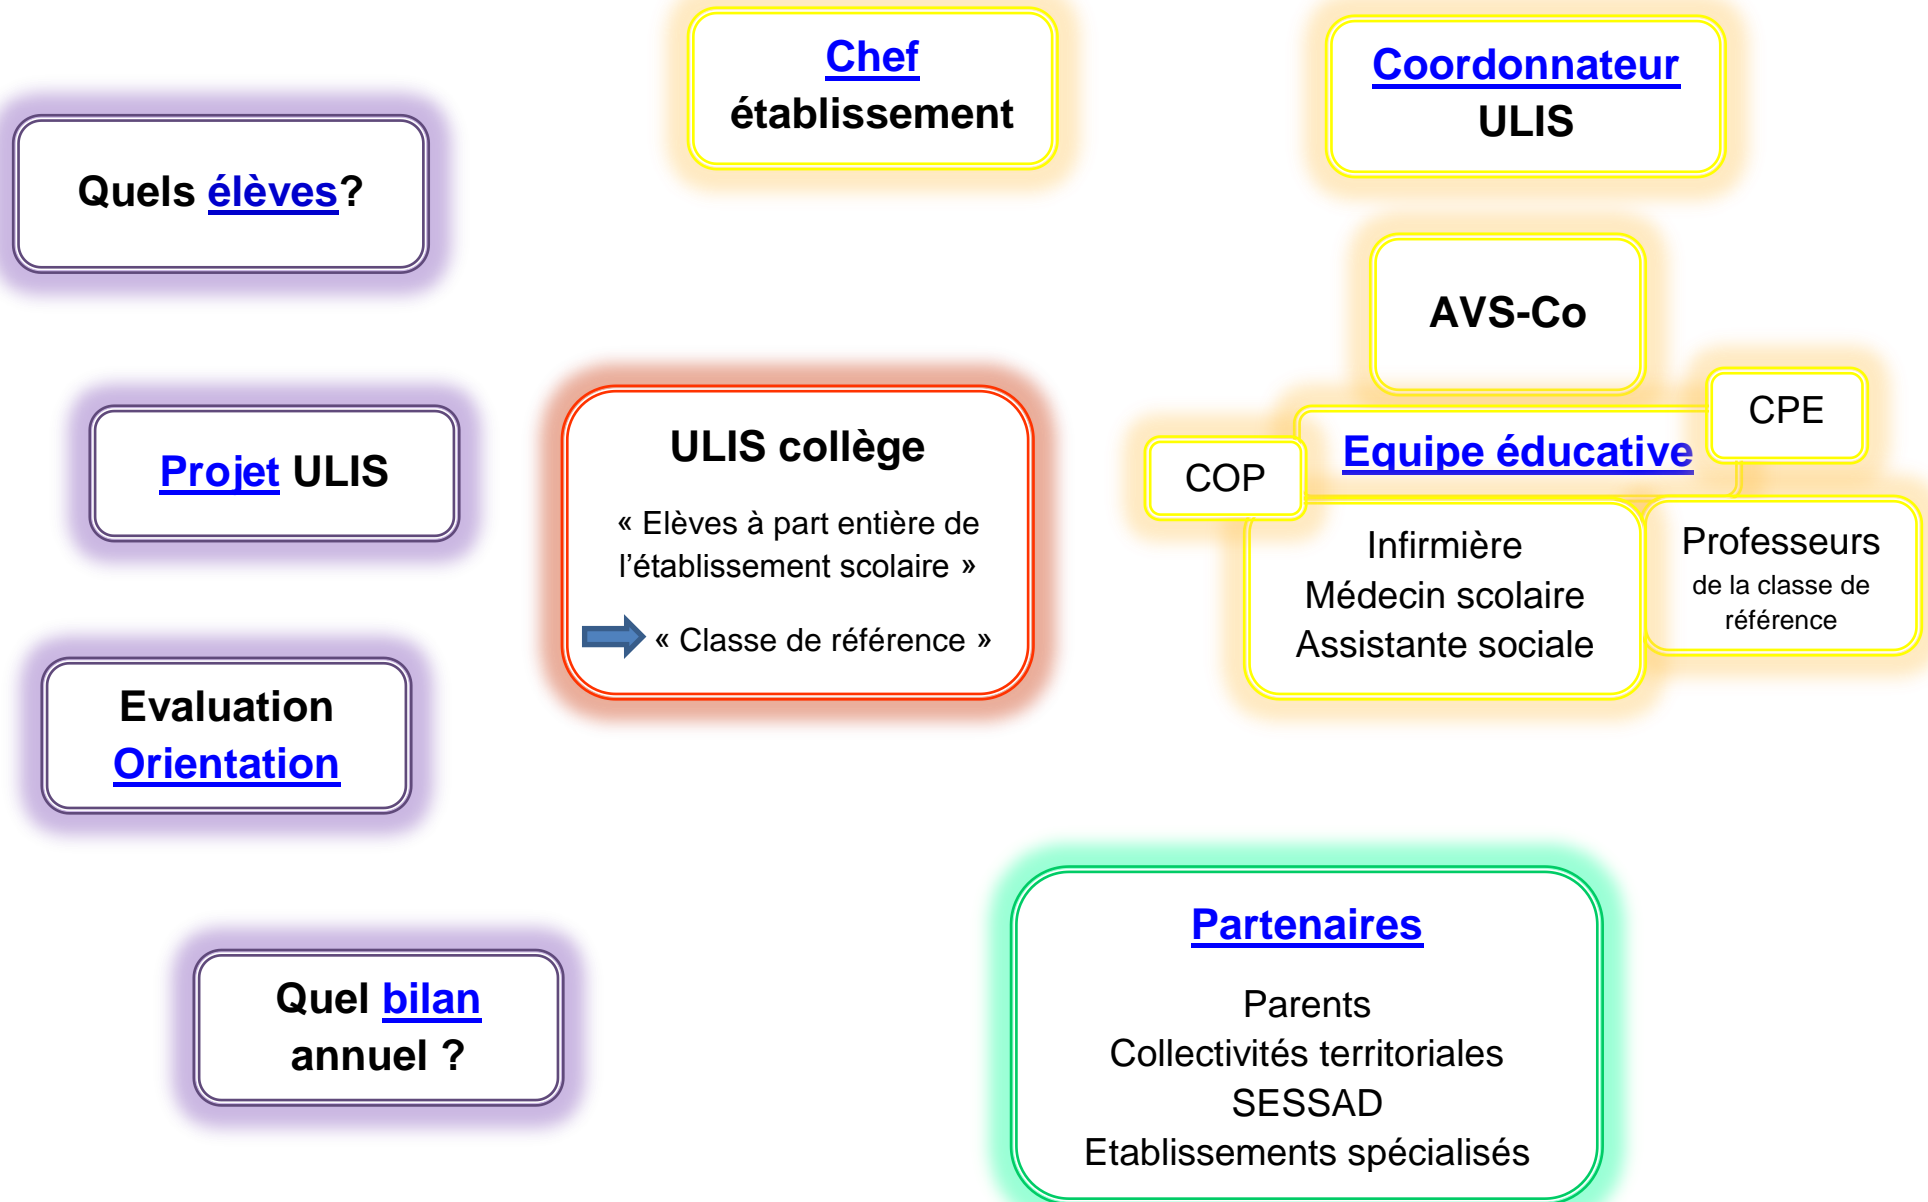 Chef
établissement
Coordonnateur
ULIS
Quels élèves?
AVS-Co
CPE
Equipe éducative
COP
Infirmière
Médecin scolaire
Assistante sociale
Professeurs
de la classe de
référence
Projet ULIS
ULIS collège
« Elèves à part entière de
l’établissement scolaire »
« Classe de référence »
Evaluation
Orientation
Quel bilan
annuel ?
Partenaires
Parents
Collectivités territoriales
SESSAD
Etablissements spécialisés